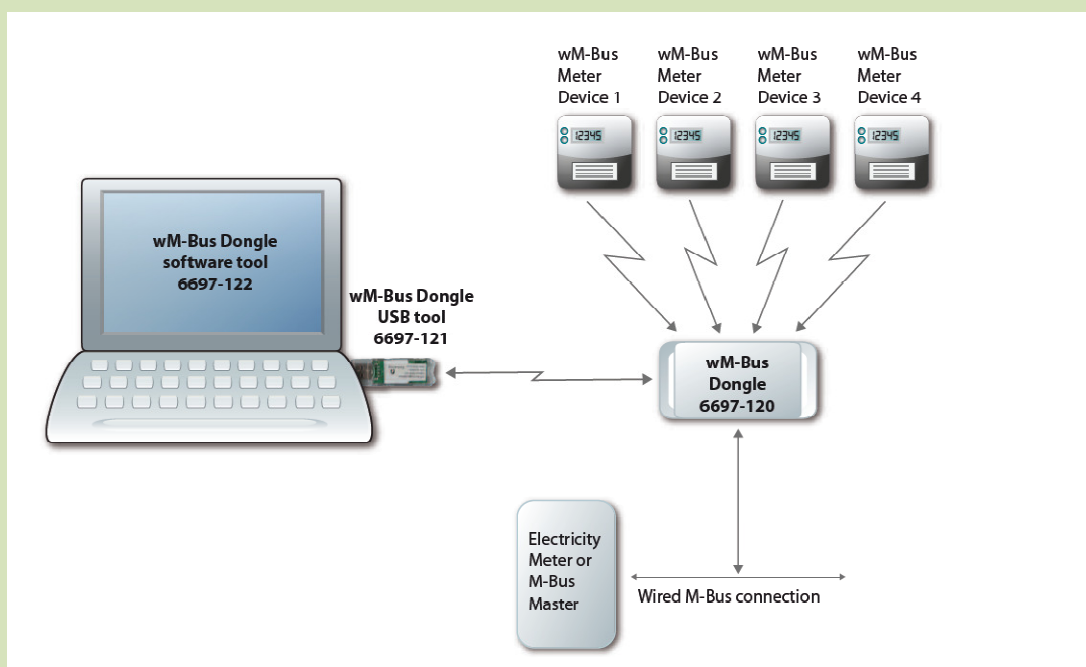 wM-Bus
Meter
Device 1
wM-Bus
Meter
Device 2
wM-Bus
Meter
Device 3
wM-Bus
Meter
Device 4
12345
12345
12345
12345
wM-Bus Dongle
software tool
6697-122
wM-Bus Dongle
USB tool
6697-121
wM-Bus
Dongle
6697-120
Electricity
Meter or
M-Bus
Master
Wired M-Bus connection